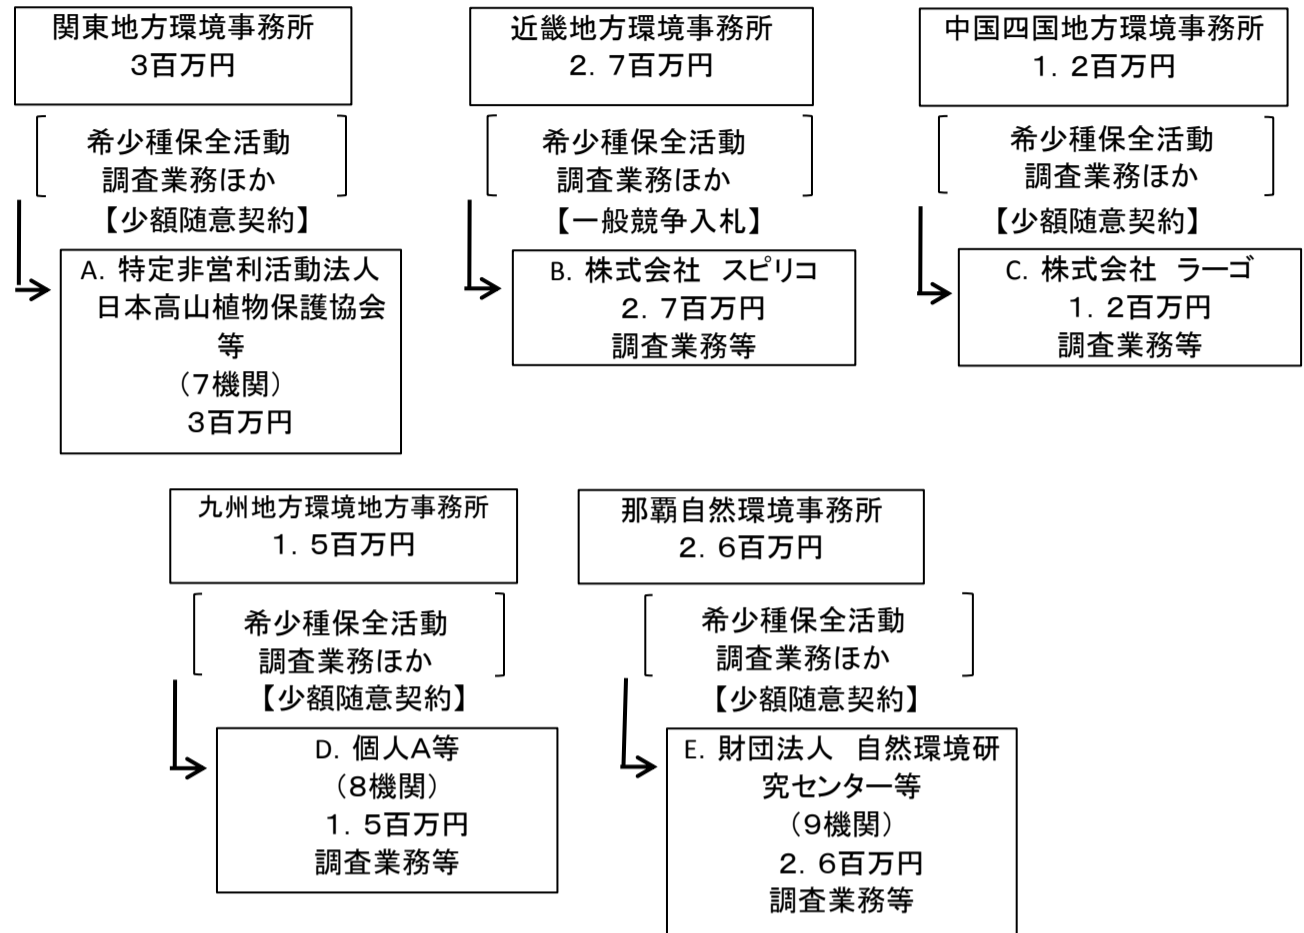 関東地方環境事務所
3百万円
希少種保全活動
調査業務ほか
【少額随意契約】
A. 特定非営利活動法人
日本高山植物保護協会
等
（7機関）
3百万円
近畿地方環境事務所
2. 7百万円
希少種保全活動
調査業務ほか
【一般競争入札】
B. 株式会社　スピリコ
2. 7百万円
調査業務等
中国四国地方環境事務所
1. 2百万円
希少種保全活動
調査業務ほか
【少額随意契約】
C. 株式会社　ラーゴ
1. 2百万円
調査業務等
九州地方環境地方事務所
1. 5百万円
希少種保全活動
調査業務ほか
【少額随意契約】
D. 個人A等
（8機関）
1. 5百万円
調査業務等
那覇自然環境事務所
2. 6百万円
希少種保全活動
調査業務ほか
【少額随意契約】
E. 財団法人　自然環境研
究センター等
（9機関）
2. 6百万円
調査業務等